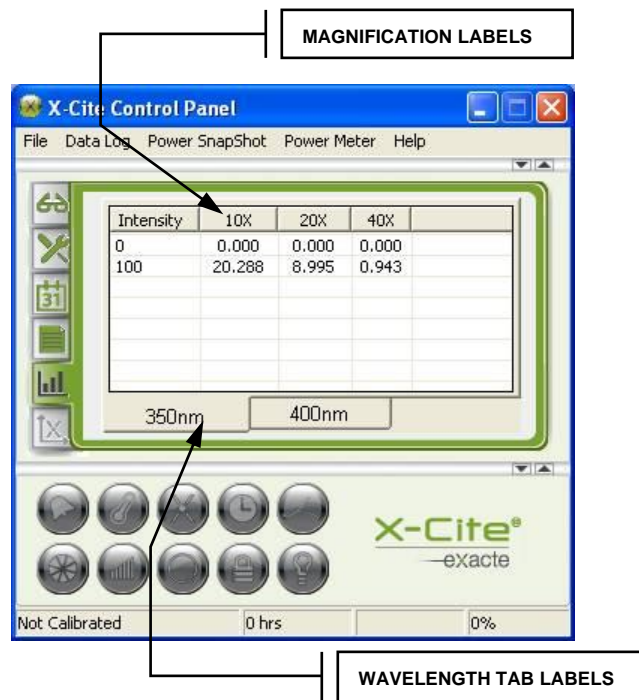 MAGNIFICATION LABELS
X-Cite Control Panel
File Data Log Power SnapShot Power Meter Help
Intensity 10X 20X 40X
0 0.000 0.000 0.000
100 20.288 8.995 0.943
31
350nm 400nm
X-Cite®
exacte
Not Calibrated 0 hrs 0%
WAVELENGTH TAB LABELS